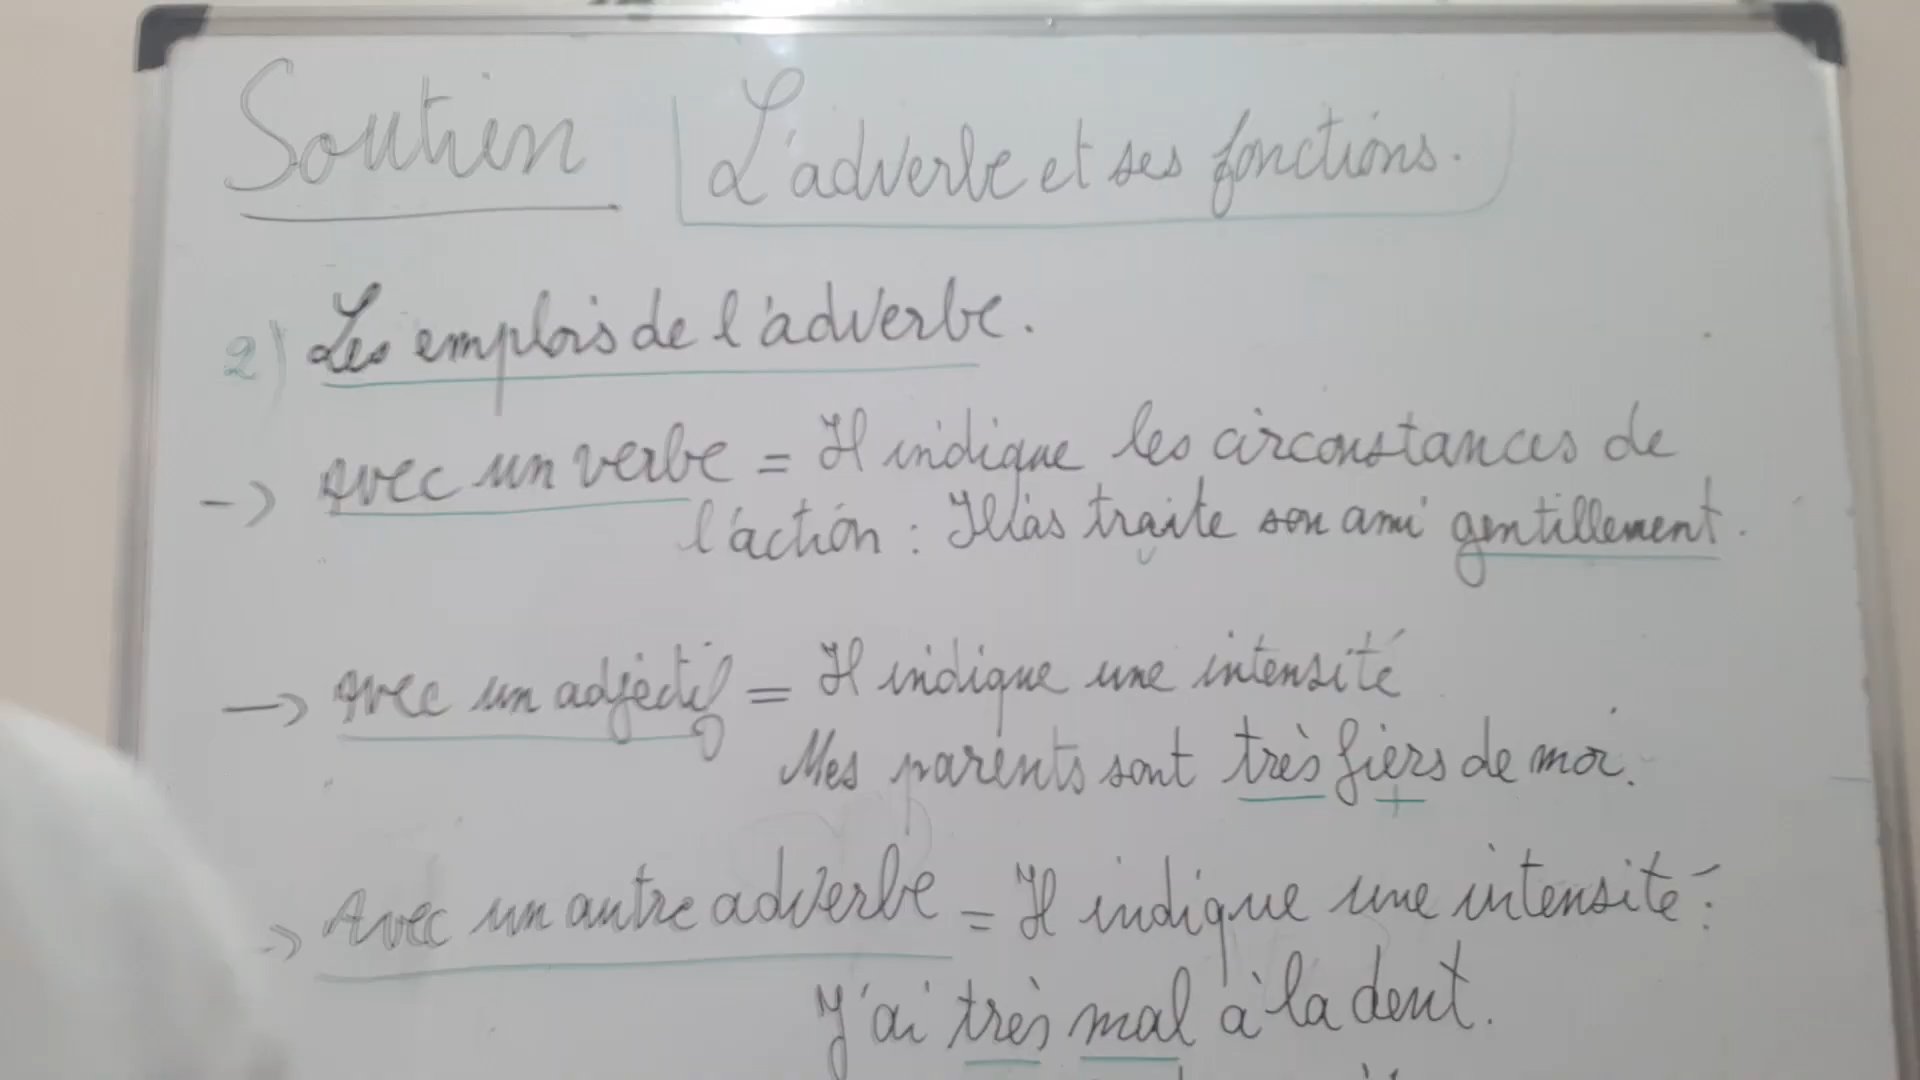 Soutien L'adverbe et ses fonctions.
2) Les emplois de l'adverbe.
-> avec un verbe = Il indique les circonstances de
l'action : Ilias traite son ami gentillement.
-> avec un adjectif = Il indique une intensité
Mes parents sont très fiers de moi.
-> Avec un autre adverbe = Il indique une intensité :
J'ai très mal à la dent.